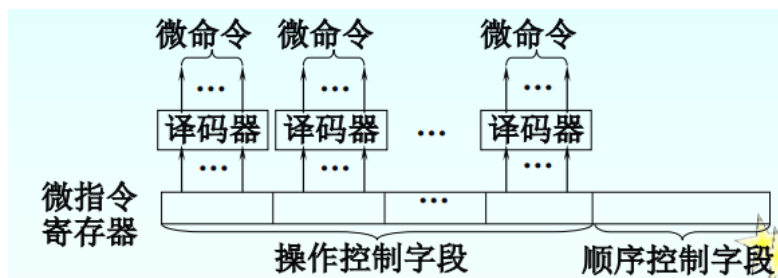 微命令 微命令 微命令
… … …
译码器 译码器 … 译码器
… … …
微指令
寄存器
…
操作控制字段 顺序控制字段